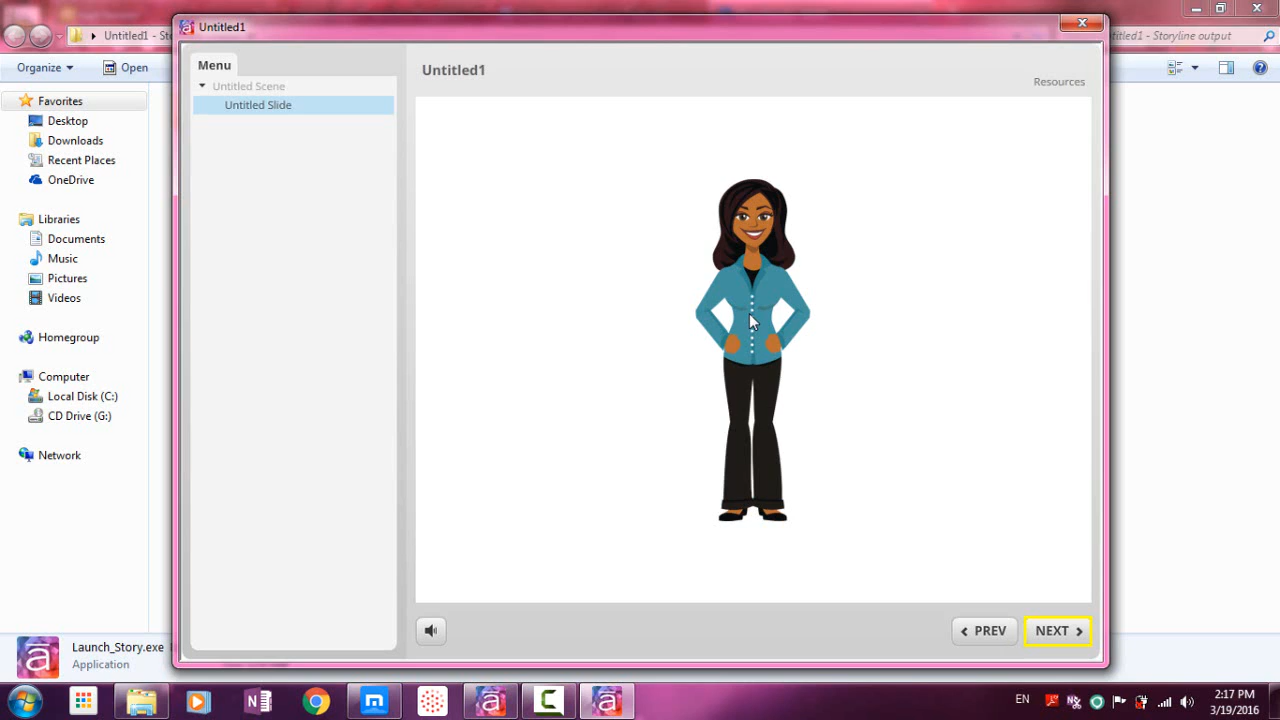 Untitled1
Untitled1 - St
titled1 - Storyline output
Organize
Open
Menu
Untitled Scene
Untitled Slide
Untitled1
Resources
Favorites
Desktop
Downloads
Recent Places
OneDrive
Libraries
Documents
Music
Pictures
Videos
Homegroup
Computer
Local Disk (C:)
CD Drive (G:)
Network
PREV
NEXT
Launch_Story.exe
Application
EN
2:17 PM
3/19/2016